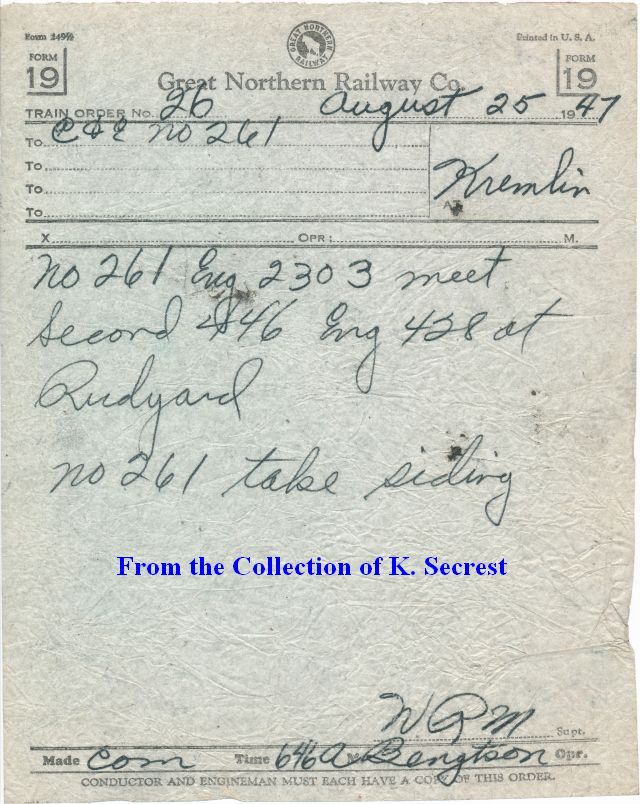 Form 249½
Printed in U. S. A.
GREAT NORTHERN RAILWAY
FORM 19
FORM 19
Great Northern Railway Co.
TRAIN ORDER No. 26 August 25 1947
To C&E No 261
To
To
To
At Kremlin
X OPR: M.
No 261 Eng 2303 meet
Second 446 Eng 428 at
Rudyard
No 261 take siding
From the Collection of K. Secrest
WRM Supt.
Made Com Time 646 A M Bengtson Opr.
CONDUCTOR AND ENGINEMAN MUST EACH HAVE A COPY OF THIS ORDER.